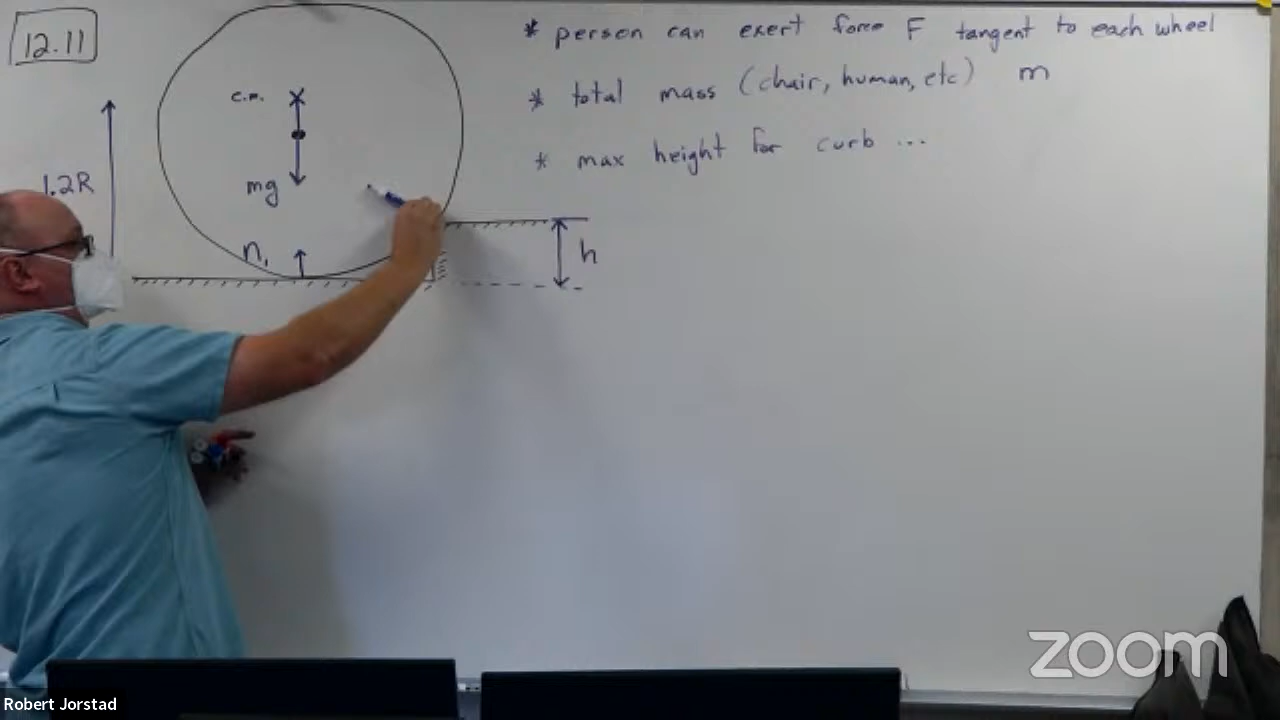 12.11
* person can exert force F tangent to each wheel
* total mass (chair, human, etc) m
* max height for curb ...
c.m.
mg
1.2R
n₁
h
zoom
Robert Jorstad